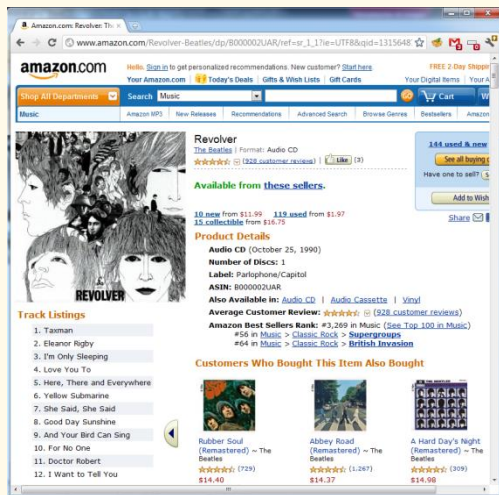 Amazon.com: Revolver: Th
www.amazon.com/Revolver-Beatles/dp/B000002UAR/ref=sr_1_1?ie=UTF8&qid=1315648
amazon.com
Hello. Sign in to get personalized recommendations. New customer? Start here.
FREE 2-Day Shippin
Your Amazon.com
Today's Deals
Gifts & Wish Lists
Gift Cards
Your Digital Items
Your A
Shop All Departments
Search
Music
GO
Cart
W
Music
Amazon MP3
New Releases
Recommendations
Advanced Search
Browse Genres
Bestsellers
Amazon
REVOLVER
Revolver
The Beatles | Format: Audio CD
(928 customer reviews)
Like
(3)
Available from these sellers.
10 new from $11.99
119 used from $1.97
15 collectible from $16.75
144 used & new
See all buying o
Have one to sell?
Add to Wish
Share
Product Details
Audio CD (October 25, 1990)
Number of Discs: 1
Label: Parlophone/Capitol
ASIN: B000002UAR
Also Available in: Audio CD | Audio Cassette | Vinyl
Average Customer Review: (928 customer reviews)
Amazon Best Sellers Rank: #3,269 in Music (See Top 100 in Music)
#56 in Music > Classic Rock > Supergroups
#64 in Music > Classic Rock > British Invasion
Track Listings
1. Taxman
2. Eleanor Rigby
3. I'm Only Sleeping
4. Love You To
5. Here, There and Everywhere
6. Yellow Submarine
7. She Said, She Said
8. Good Day Sunshine
9. And Your Bird Can Sing
10. For No One
11. Doctor Robert
12. I Want to Tell You
Customers Who Bought This Item Also Bought
Rubber Soul
(Remastered) ~ The
Beatles
(729)
$14.40
Abbey Road
(Remastered) ~ The
Beatles
(1,267)
$14.37
A Hard Day's Night
(Remastered) ~ The
Beatles
(309)
$14.98